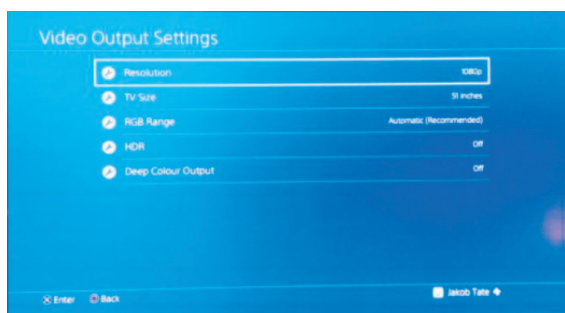 Video Output Settings
Resolution 1080p
TV Size 51 inches
RGB Range Automatic (Recommended)
HDR Off
Deep Colour Output Off
Enter Back Jakob Tate